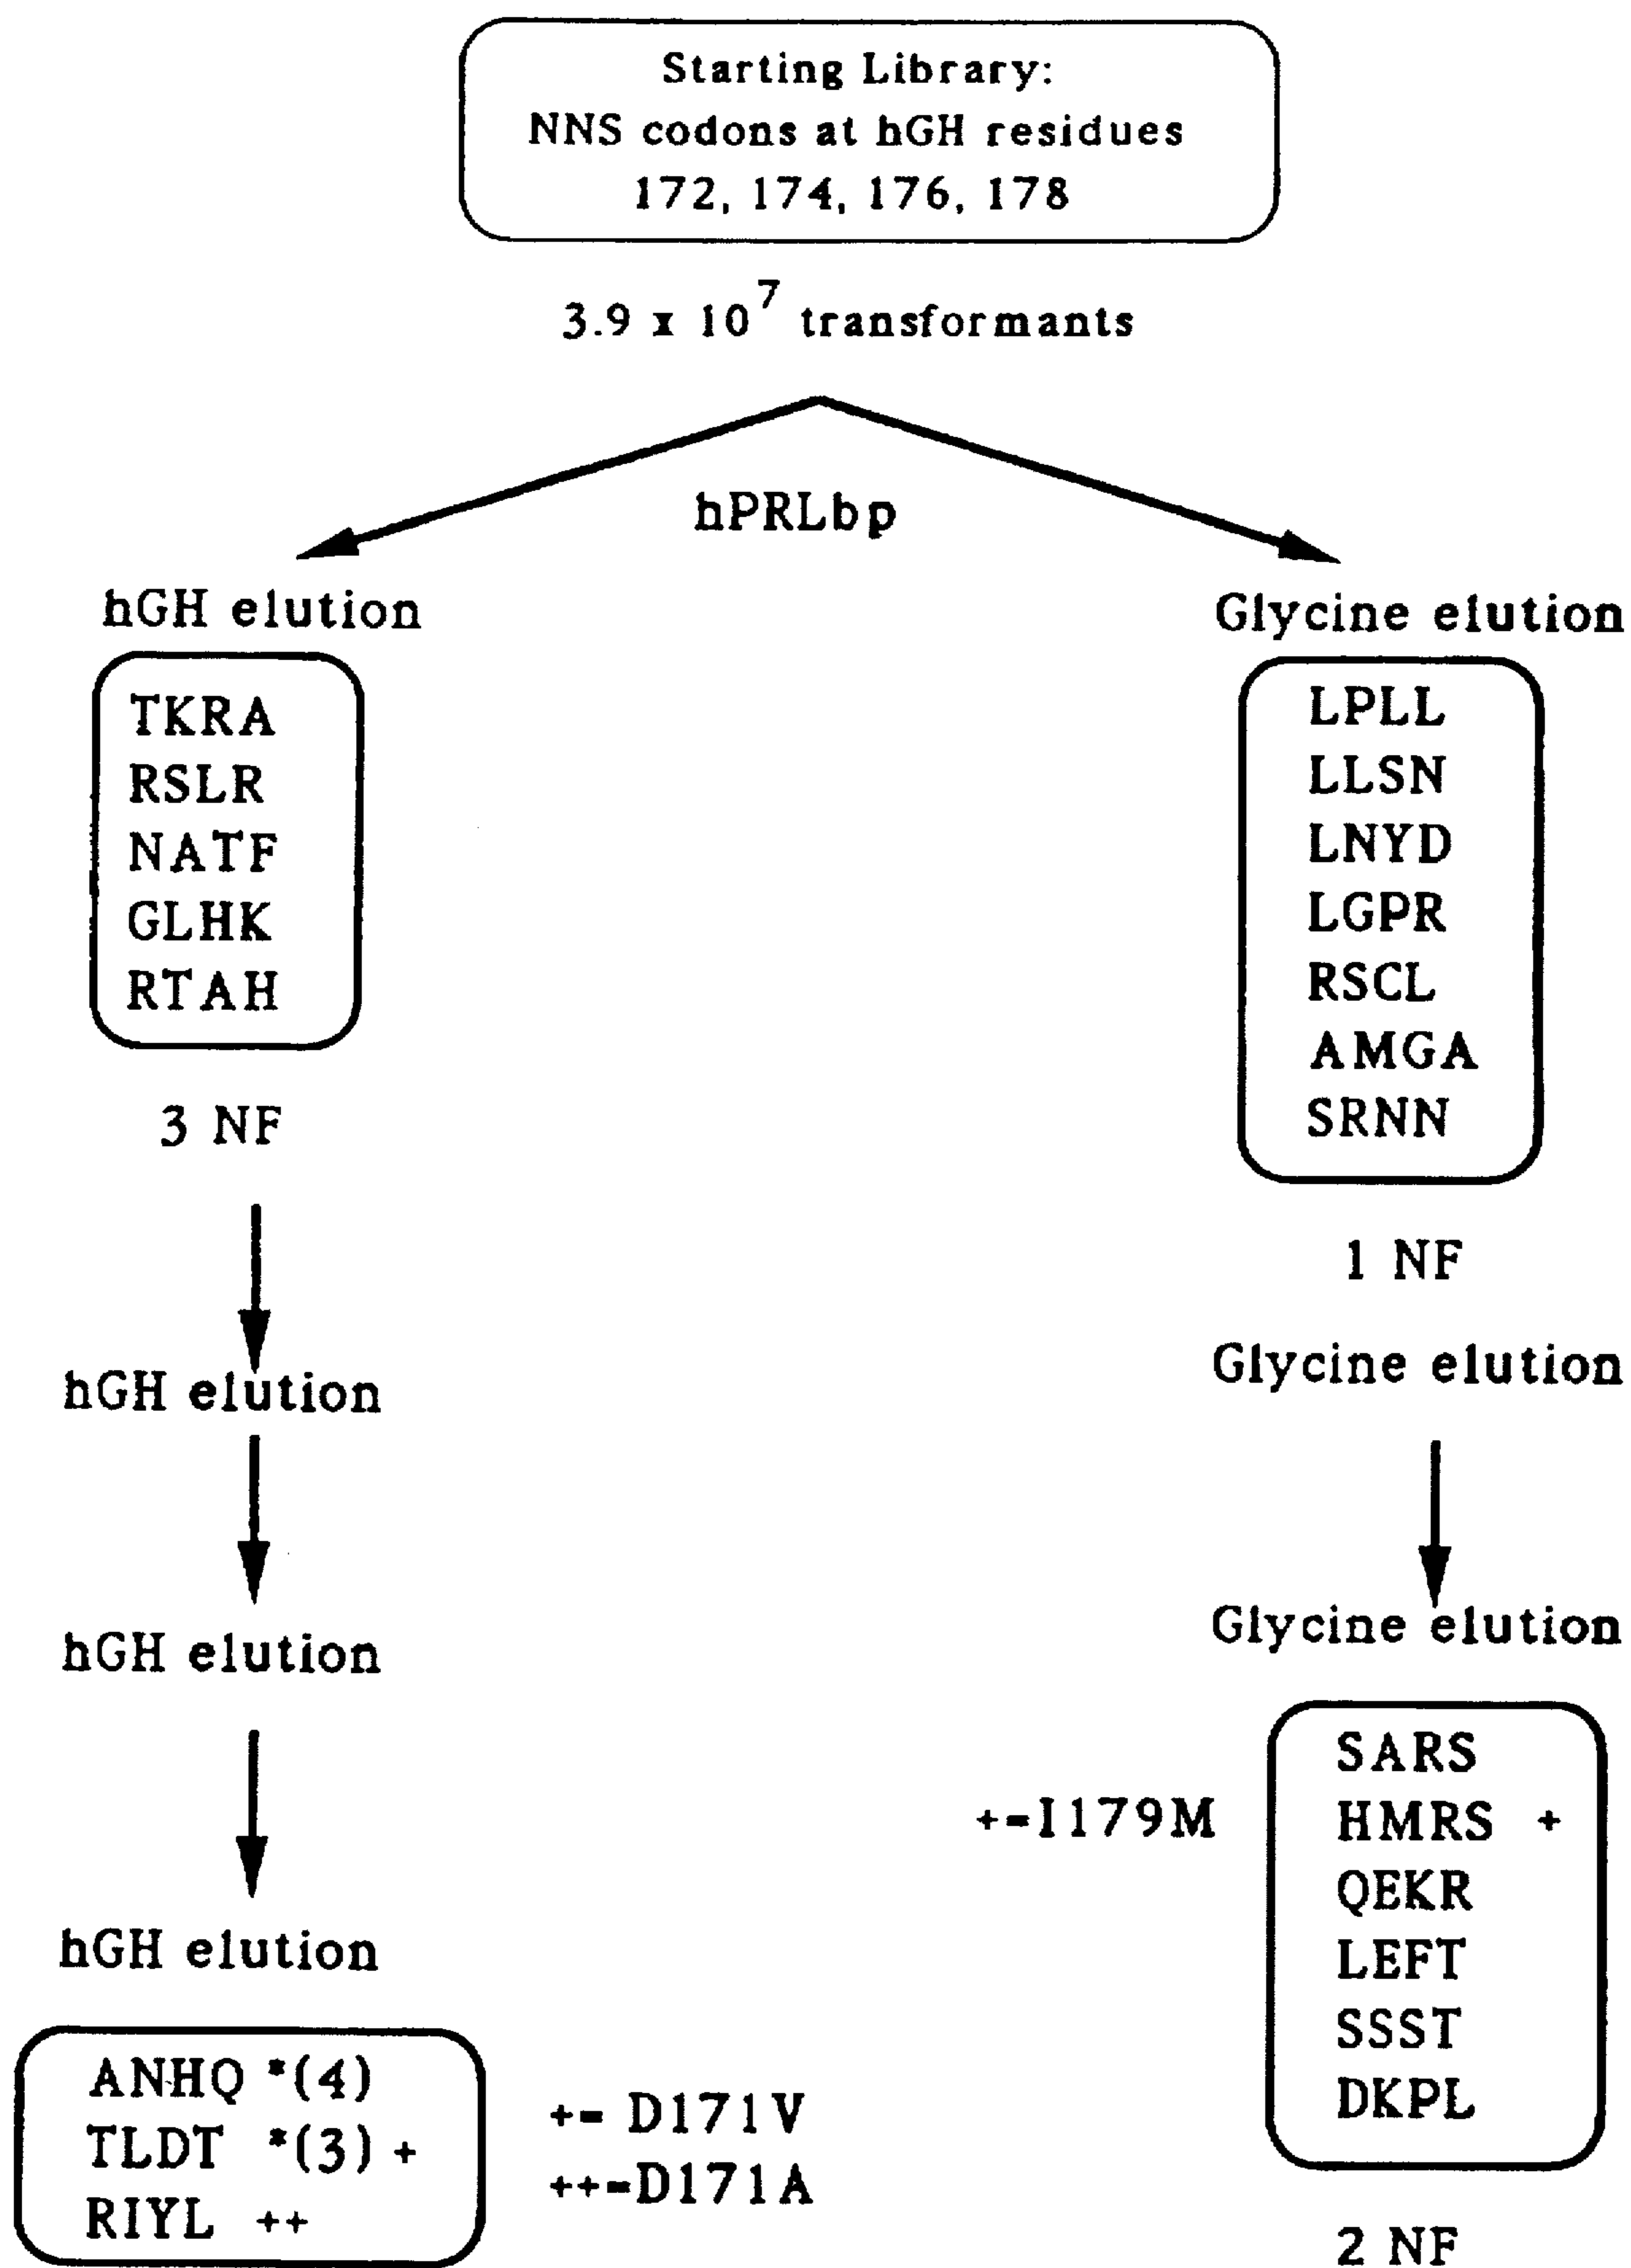 Starting Library:
NNS codons at hGH residues
172, 174, 176, 178
3.9 x 10^7 transformants
hPRLbp
hGH elution
TKRA
RSLR
NATF
GLHK
RTAH
3 NF
hGH elution
hGH elution
hGH elution
ANHQ *(4)
TLDT *(3) +
RIYL ++
+= D171V
++=D171A
Glycine elution
LPLL
LLSN
LNYD
LGPR
RSCL
AMGA
SRNN
1 NF
Glycine elution
Glycine elution
+=I179M
SARS
HMRS +
QEKR
LEFT
SSST
DKPL
2 NF